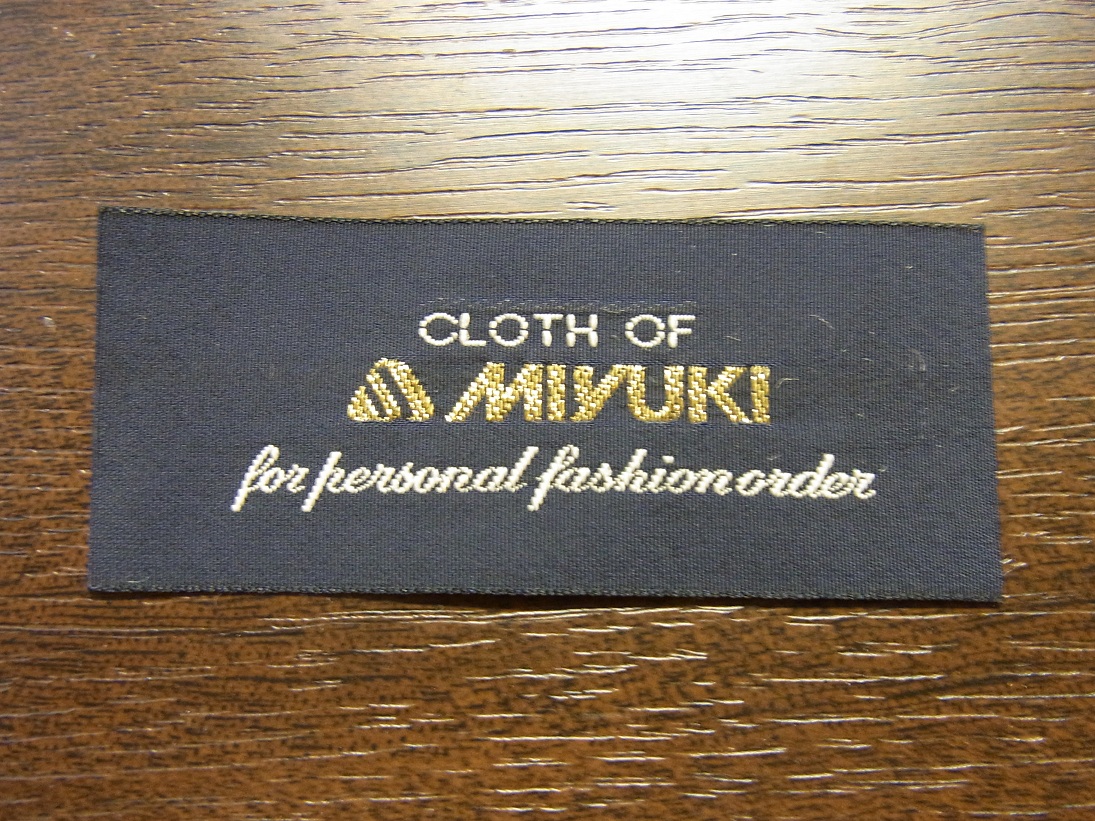 CLOTH OF
MIYUKI
for personal fashion order